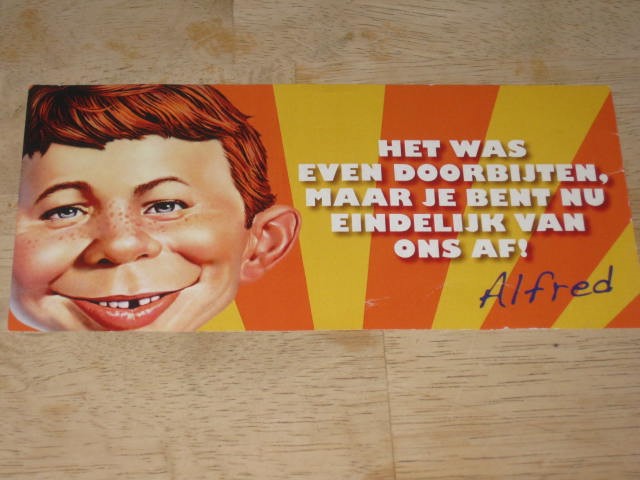 HET WAS
EVEN DOORBIJTEN,
MAAR JE BENT NU
EINDELIJK VAN
ONS AF!
Alfred